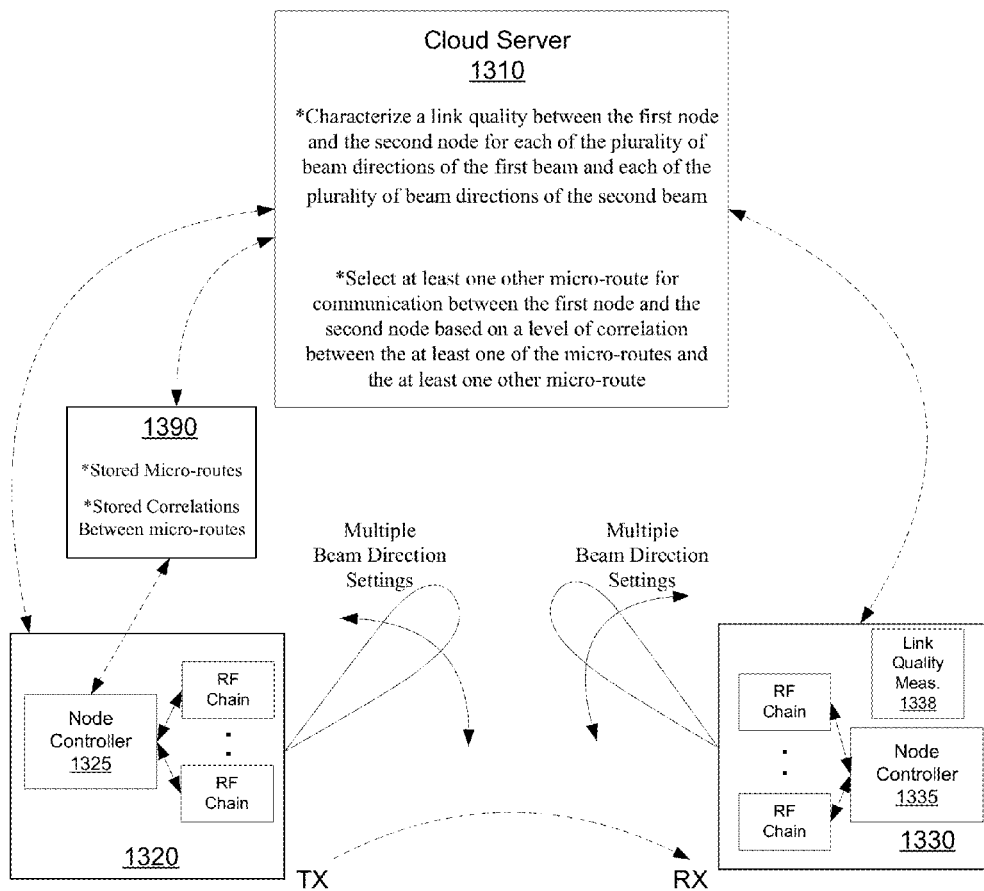 Cloud Server
1310
*Characterize a link quality between the first node
and the second node for each of the plurality of
beam directions of the first beam and each of the
plurality of beam directions of the second beam
*Select at least one other micro-route for
communication between the first node and the
second node based on a level of correlation
between the at least one of the micro-routes and
the at least one other micro-route
1390
*Stored Micro-routes
*Stored Correlations
Between micro-routes
Multiple
Beam Direction
Settings
Multiple
Beam Direction
Settings
Node
Controller
1325
RF
Chain
RF
Chain
1320
TX
Link
Quality
Meas.
1338
RF
Chain
Node
Controller
1335
RF
Chain
1330
RX